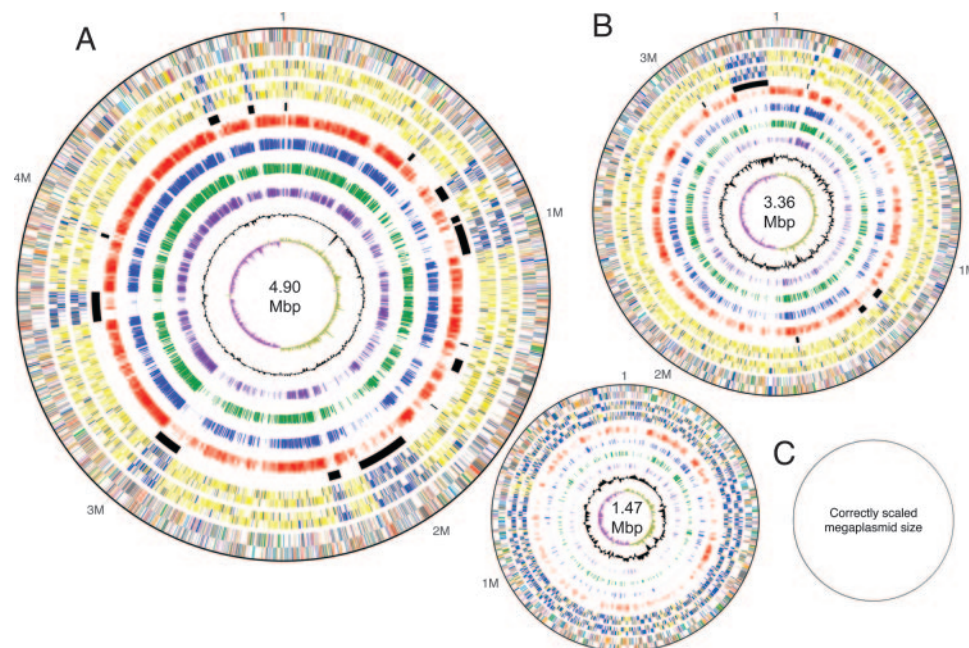 A
1
1M
2M
3M
4M
4.90
Mbp
B
1
1M
2M
3M
3.36
Mbp
C
1
1M
1.47
Mbp
Correctly scaled
megaplasmid size